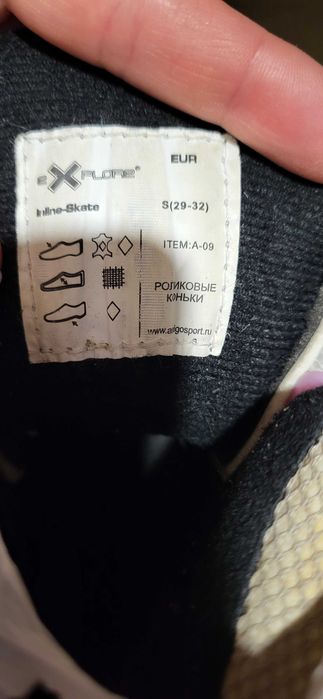 eXPLORE®
EUR
Inline-Skate
S(29-32)
ITEM:A-09
РОЛИКОВЫЕ
КОНЬКИ
www.argosport.ru